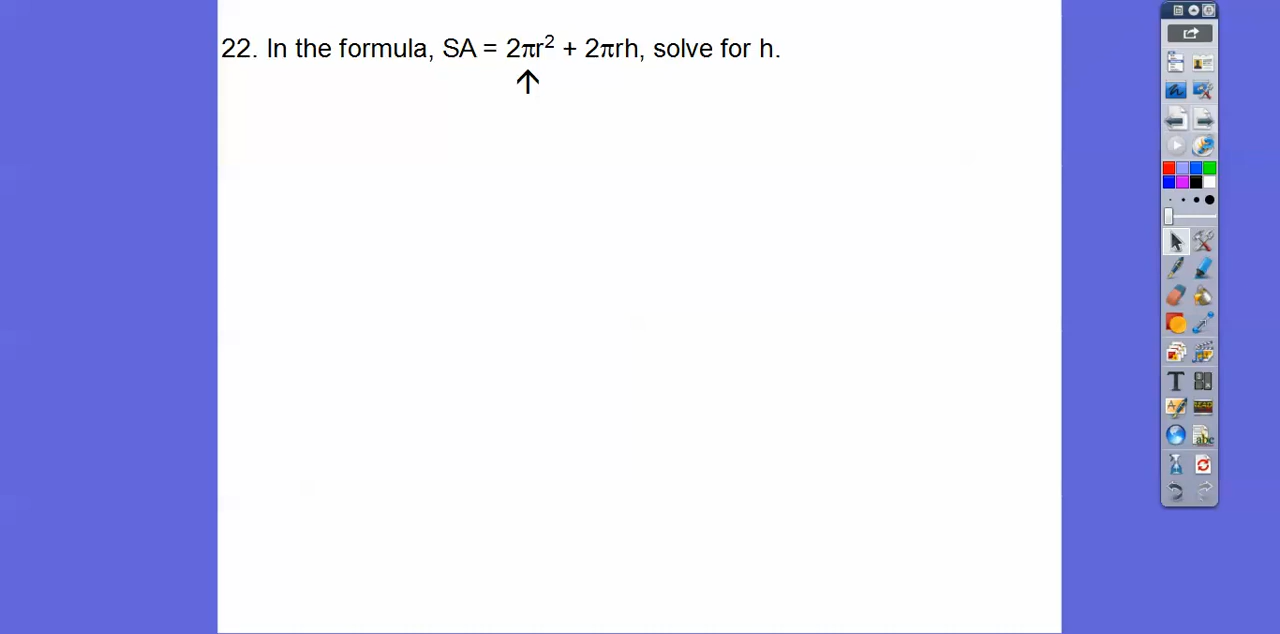 22. In the formula, SA = 2πr² + 2πrh, solve for h.
↑